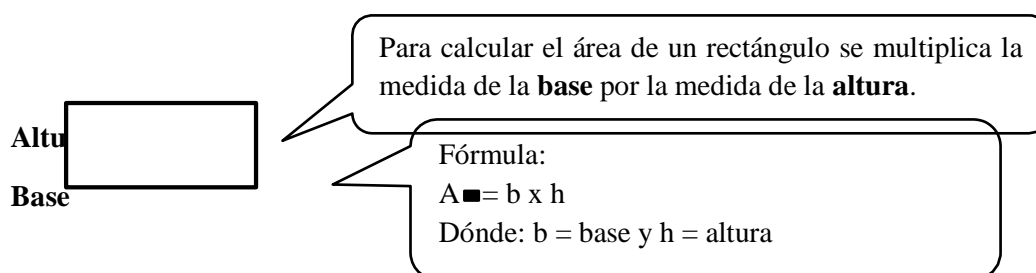 Para calcular el área de un rectángulo se multiplica la
medida de la base por la medida de la altura.
Altu
Base
Fórmula:
A▬= b x h
Dónde: b = base y h = altura